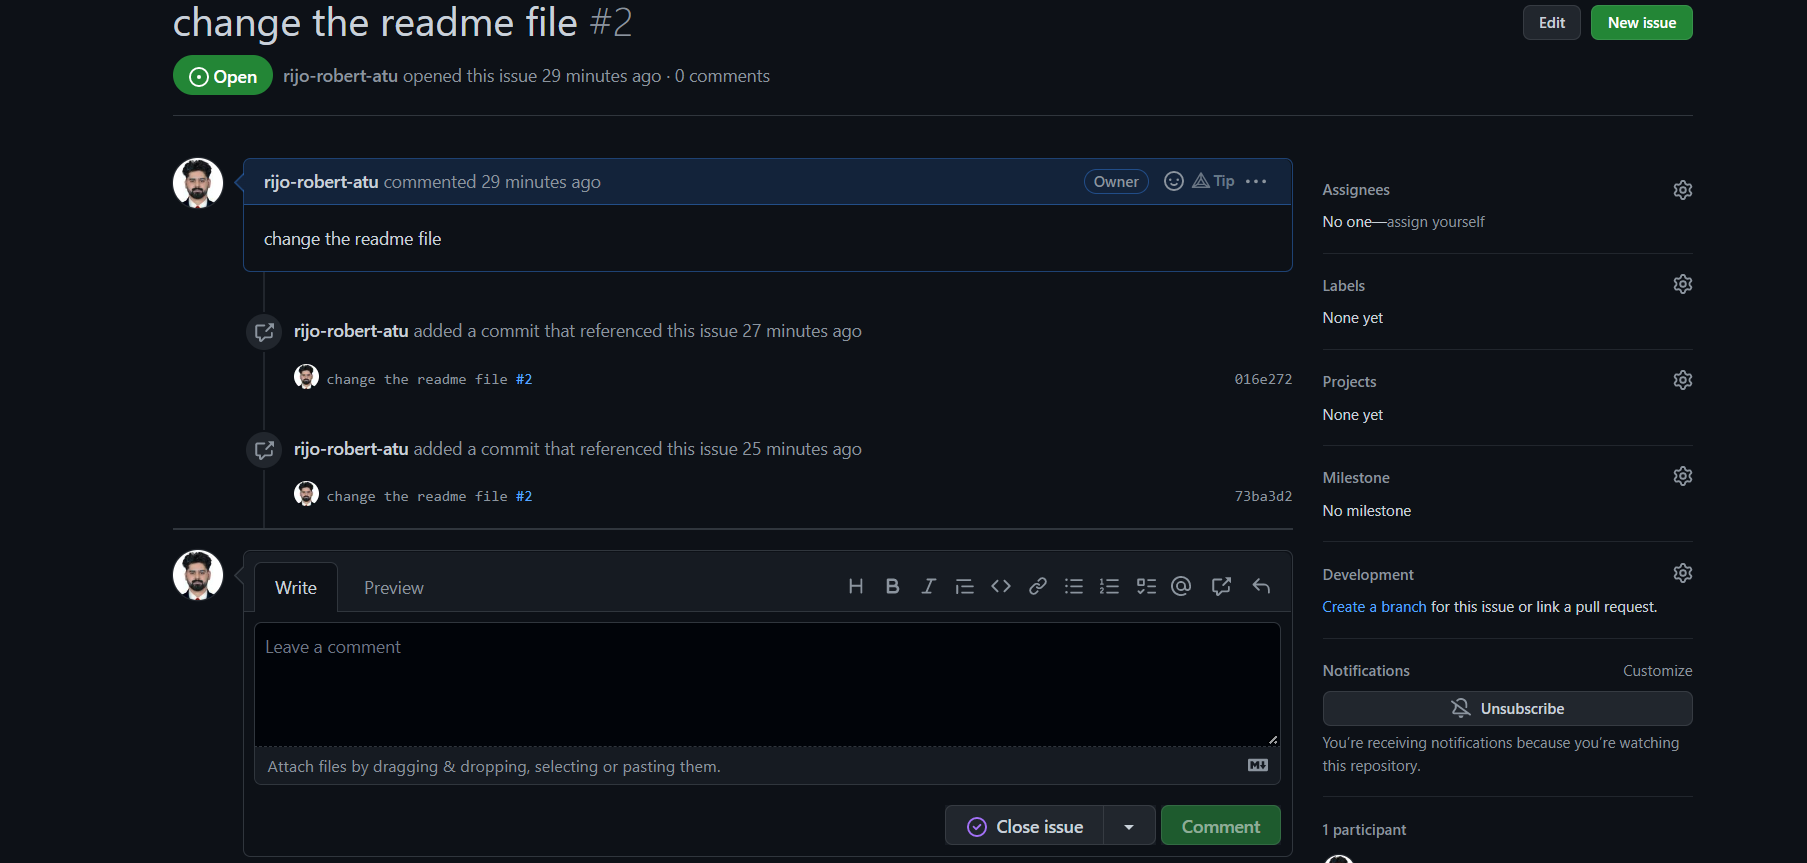 change the readme file #2
Edit
New issue
Open
rijo-robert-atu opened this issue 29 minutes ago · 0 comments
rijo-robert-atu commented 29 minutes ago
Owner
Tip
change the readme file
rijo-robert-atu added a commit that referenced this issue 27 minutes ago
change the readme file #2
016e272
rijo-robert-atu added a commit that referenced this issue 25 minutes ago
change the readme file #2
73ba3d2
Write
Preview
Leave a comment
Attach files by dragging & dropping, selecting or pasting them.
Close issue
Comment
Assignees
No one—assign yourself
Labels
None yet
Projects
None yet
Milestone
No milestone
Development
Create a branch for this issue or link a pull request.
Notifications
Customize
Unsubscribe
You're receiving notifications because you're watching
this repository.
1 participant